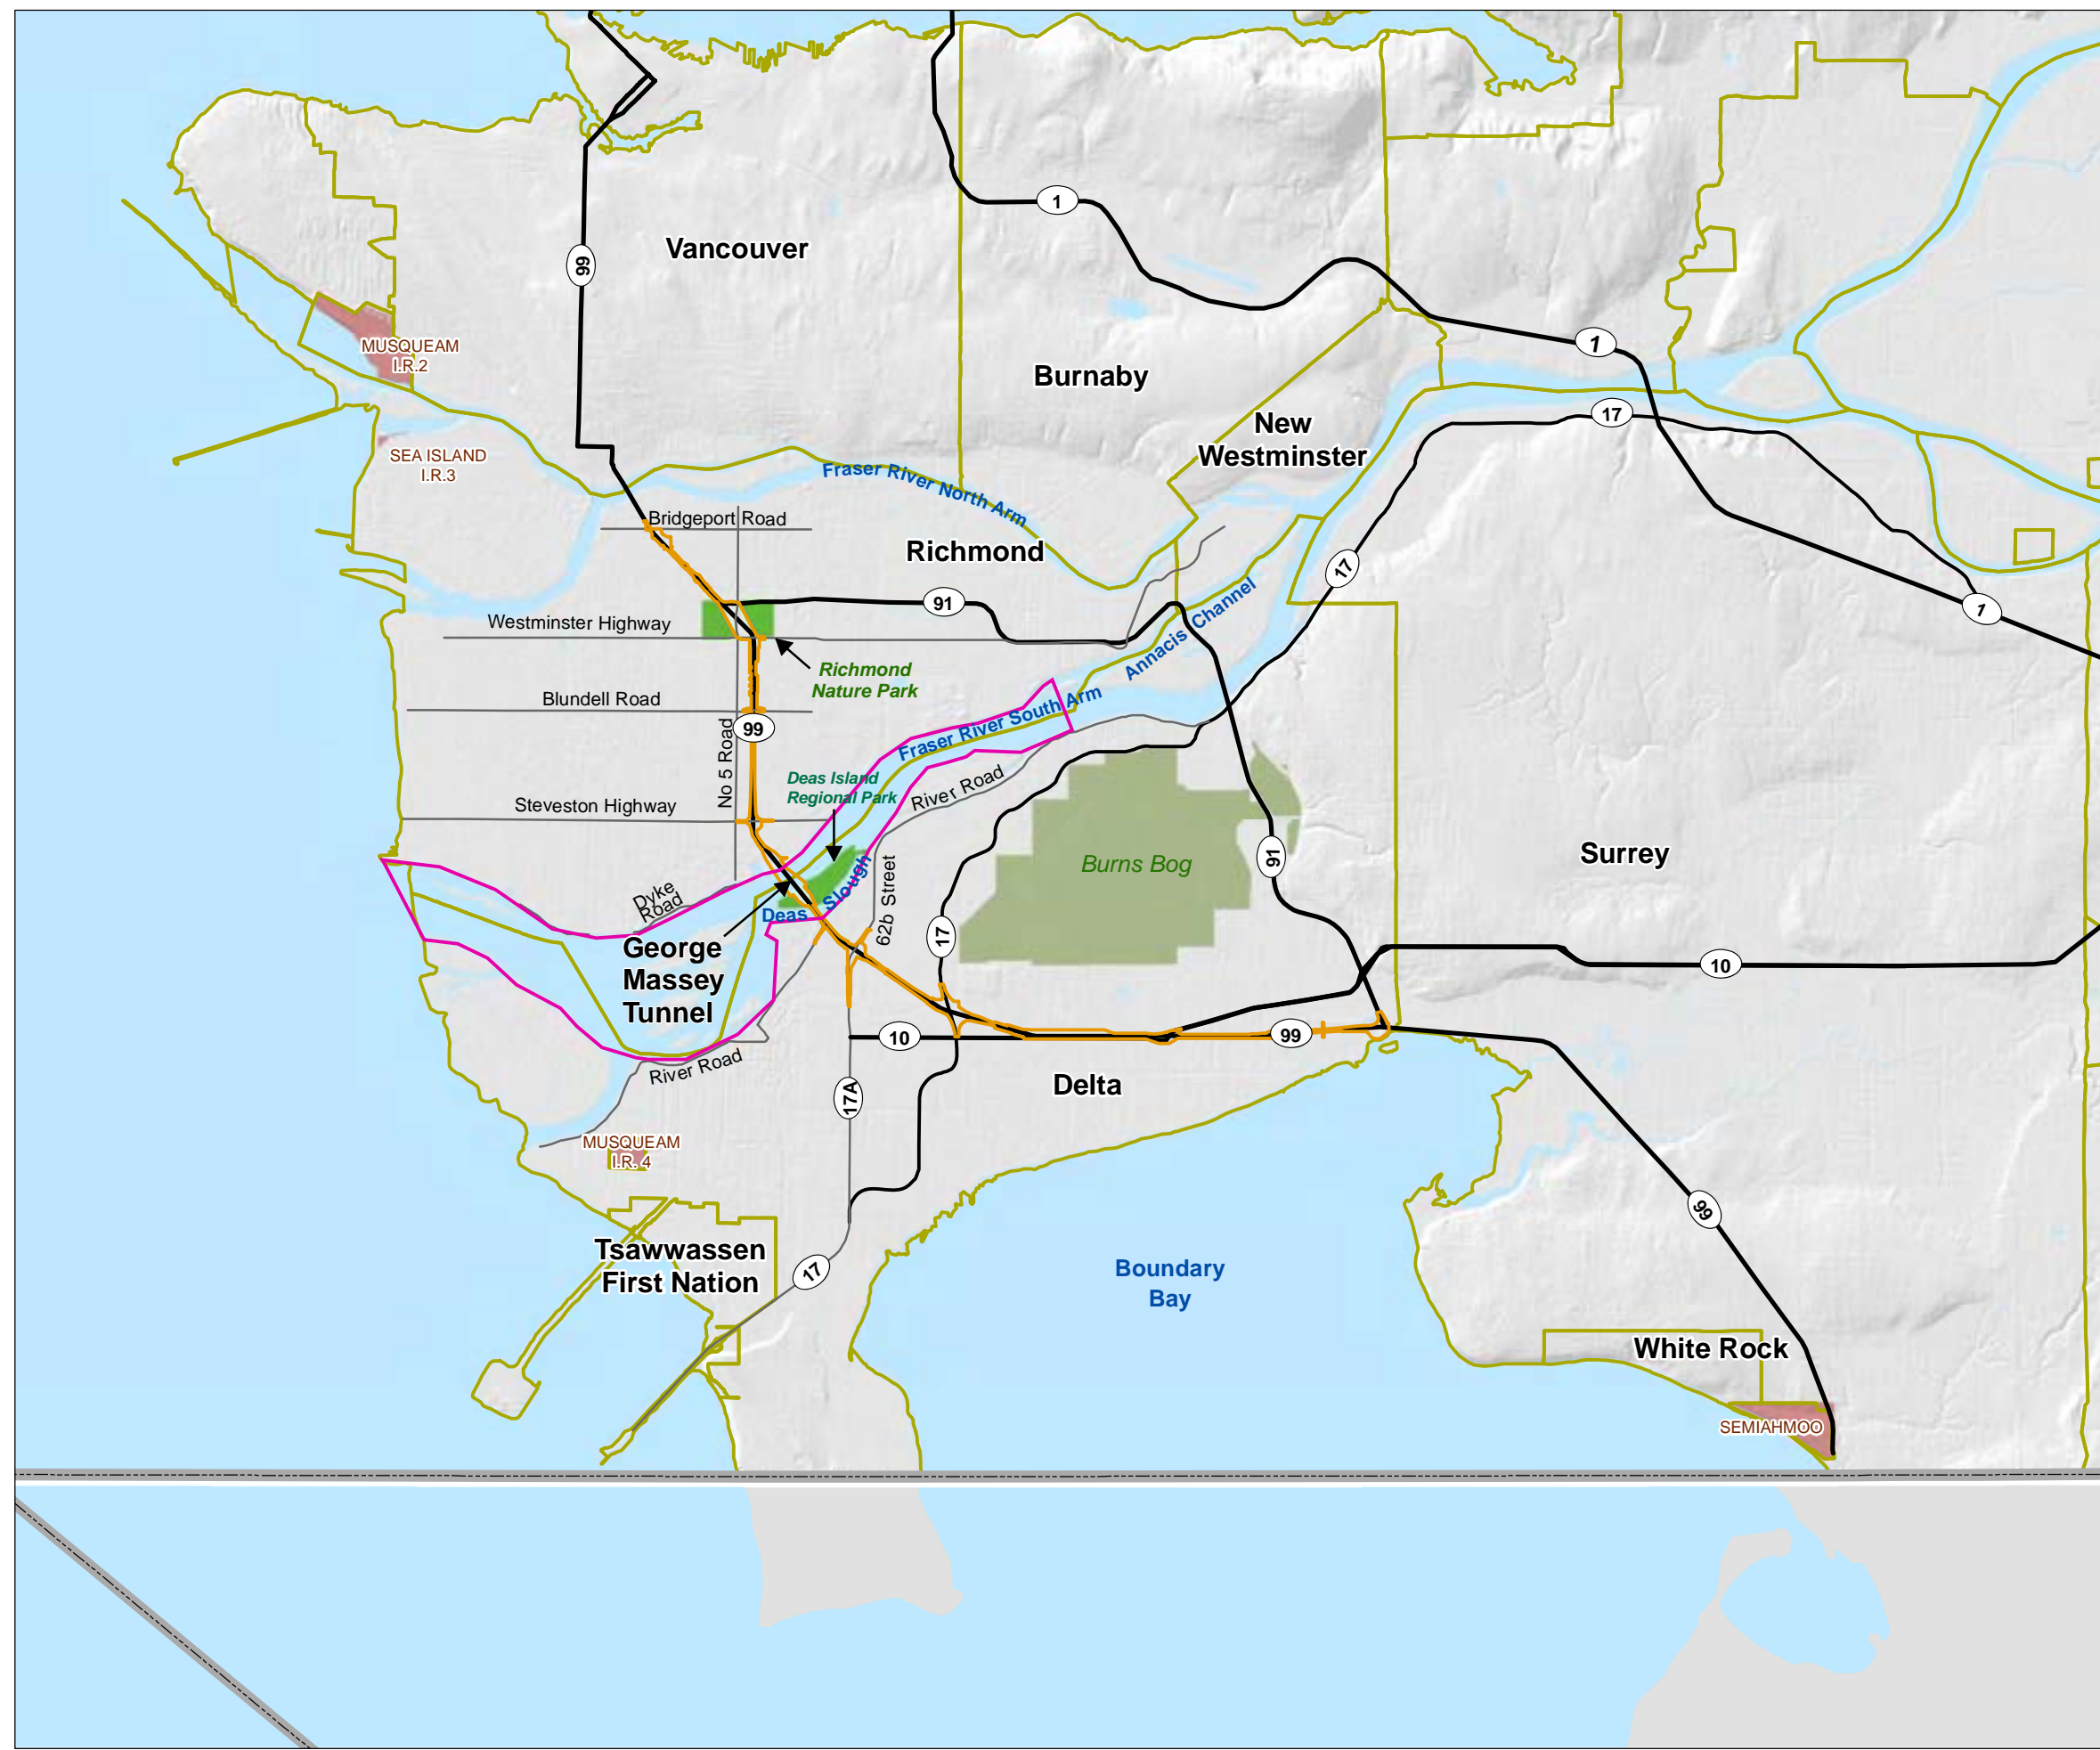 1
99
Vancouver
MUSQUEAM
I.R.2
1
Burnaby
17
New
Westminster
SEA ISLAND
I.R.3
Fraser River North Arm
Bridgeport Road
Richmond
17
91
1
Westminster Highway
Annacis Channel
Richmond
Nature Park
Blundell Road
99
No 5 Road
Fraser River South Arm
Deas Island
Regional Park
River Road
Steveston Highway
Burns Bog
91
Surrey
Dyke
Road
Deas Slough
62b Street
17
George
Massey
Tunnel
10
10
99
River Road
17A
Delta
MUSQUEAM
I.R. 4
99
Tsawwassen
First Nation
17
Boundary
Bay
White Rock
SEMIAHMOO